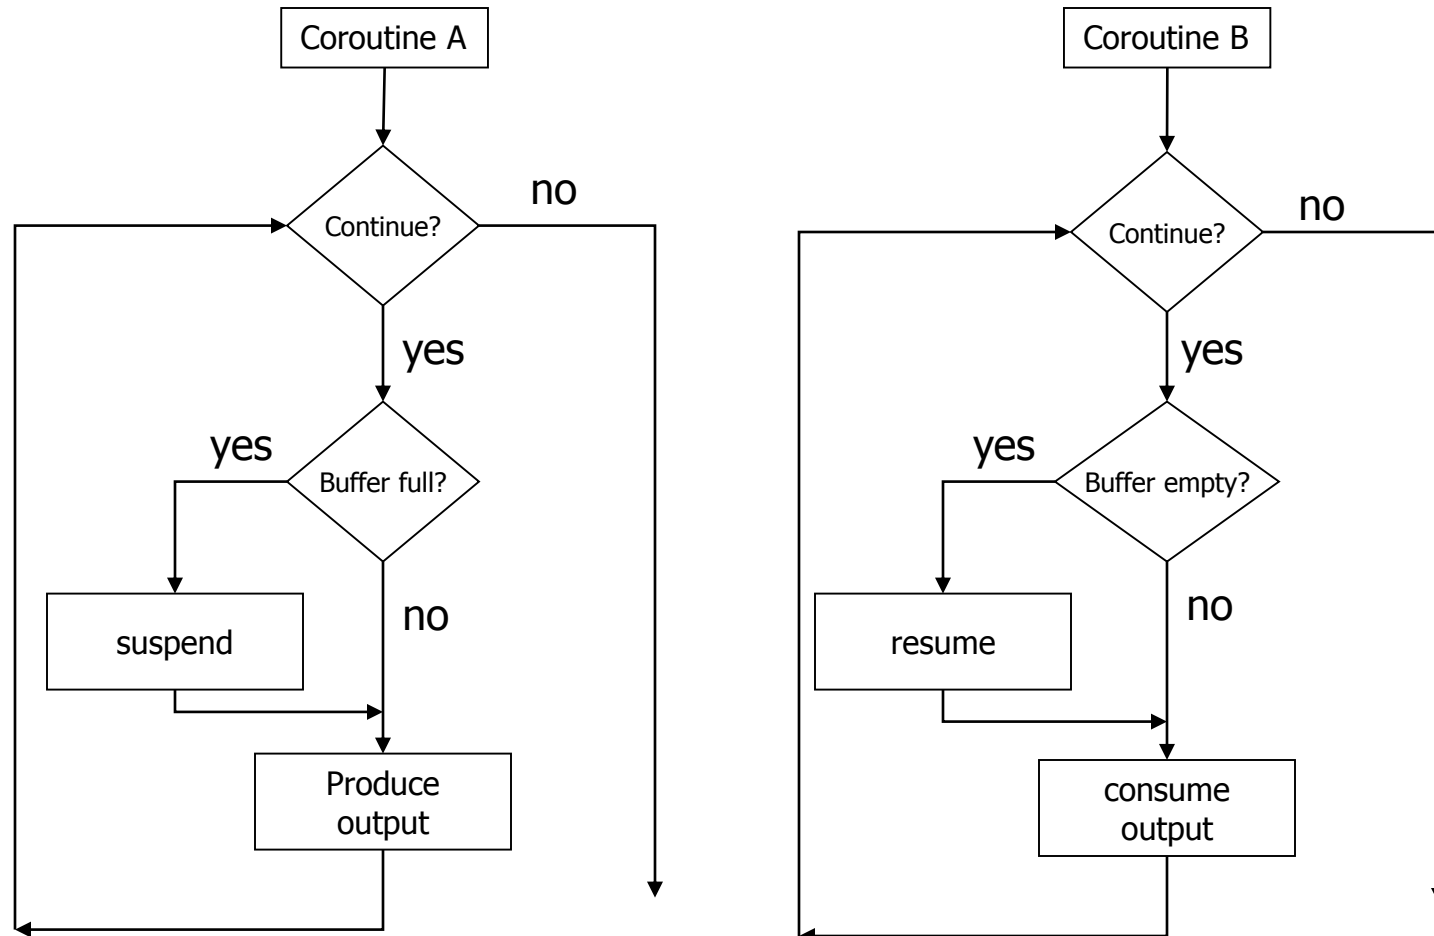 Coroutine A
Continue?
no
yes
Buffer full?
yes
no
suspend
Produce
output
Coroutine B
Continue?
no
yes
Buffer empty?
yes
no
resume
consume
output